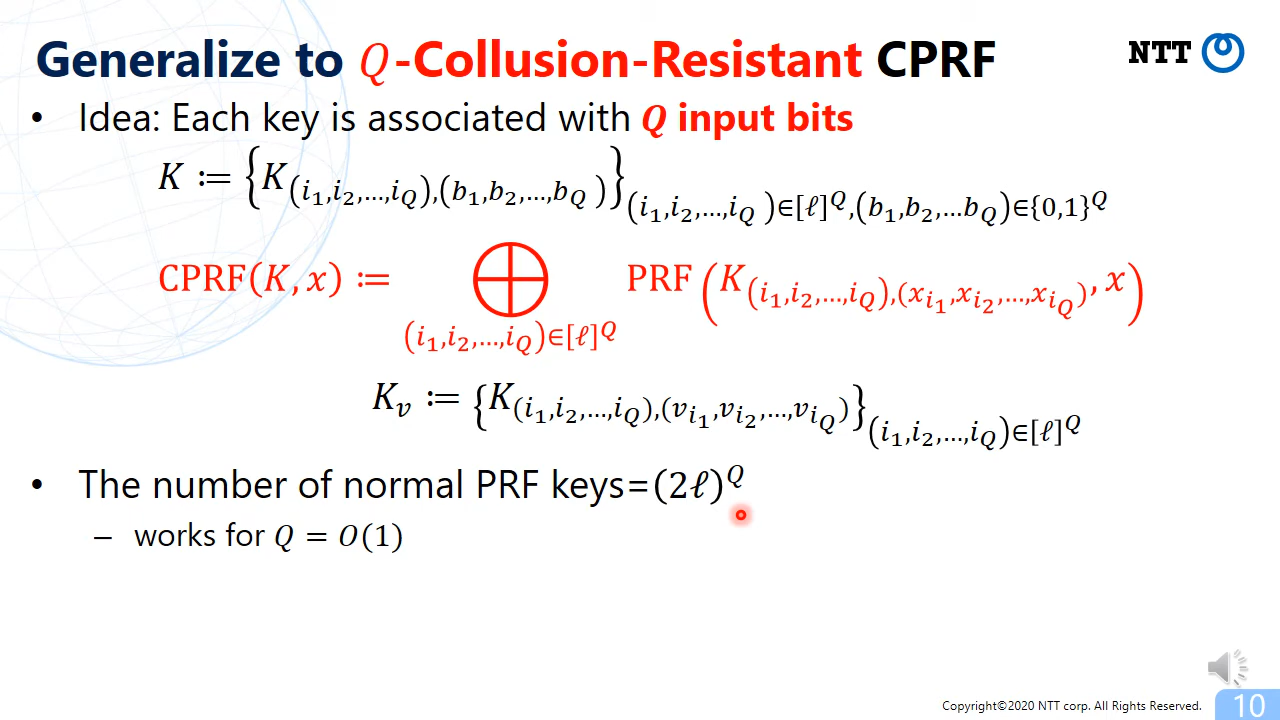 Generalize to Q-Collusion-Resistant CPRF
NTT
• Idea: Each key is associated with Q input bits
K ≔ {K_{(i_1,i_2,…,i_Q),(b_1,b_2,…,b_Q)}}_{(i_1,i_2,…,i_Q)∈[ℓ]^Q,(b_1,b_2,…b_Q)∈{0,1}^Q}
CPRF(K, x) ≔ ⨁_{(i_1,i_2,…,i_Q)∈[ℓ]^Q} PRF(K_{(i_1,i_2,…,i_Q),(x_{i_1},x_{i_2},…,x_{i_Q})}, x)
K_v ≔ {K_{(i_1,i_2,…,i_Q),(v_{i_1},v_{i_2},…,v_{i_Q})}}_{(i_1,i_2,…,i_Q)∈[ℓ]^Q}
• The number of normal PRF keys=(2ℓ)^Q
– works for Q = O(1)
Copyright©2020 NTT corp. All Rights Reserved.
10